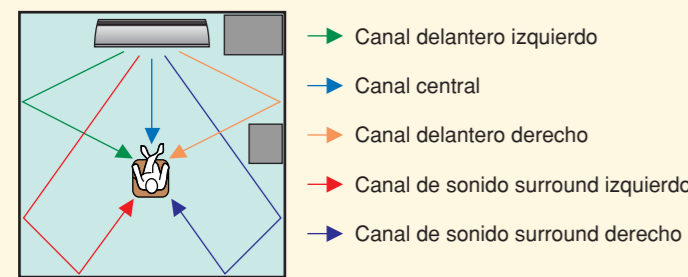 Canal delantero izquierdo
Canal central
Canal delantero derecho
Canal de sonido surround izquierdo
Canal de sonido surround derecho